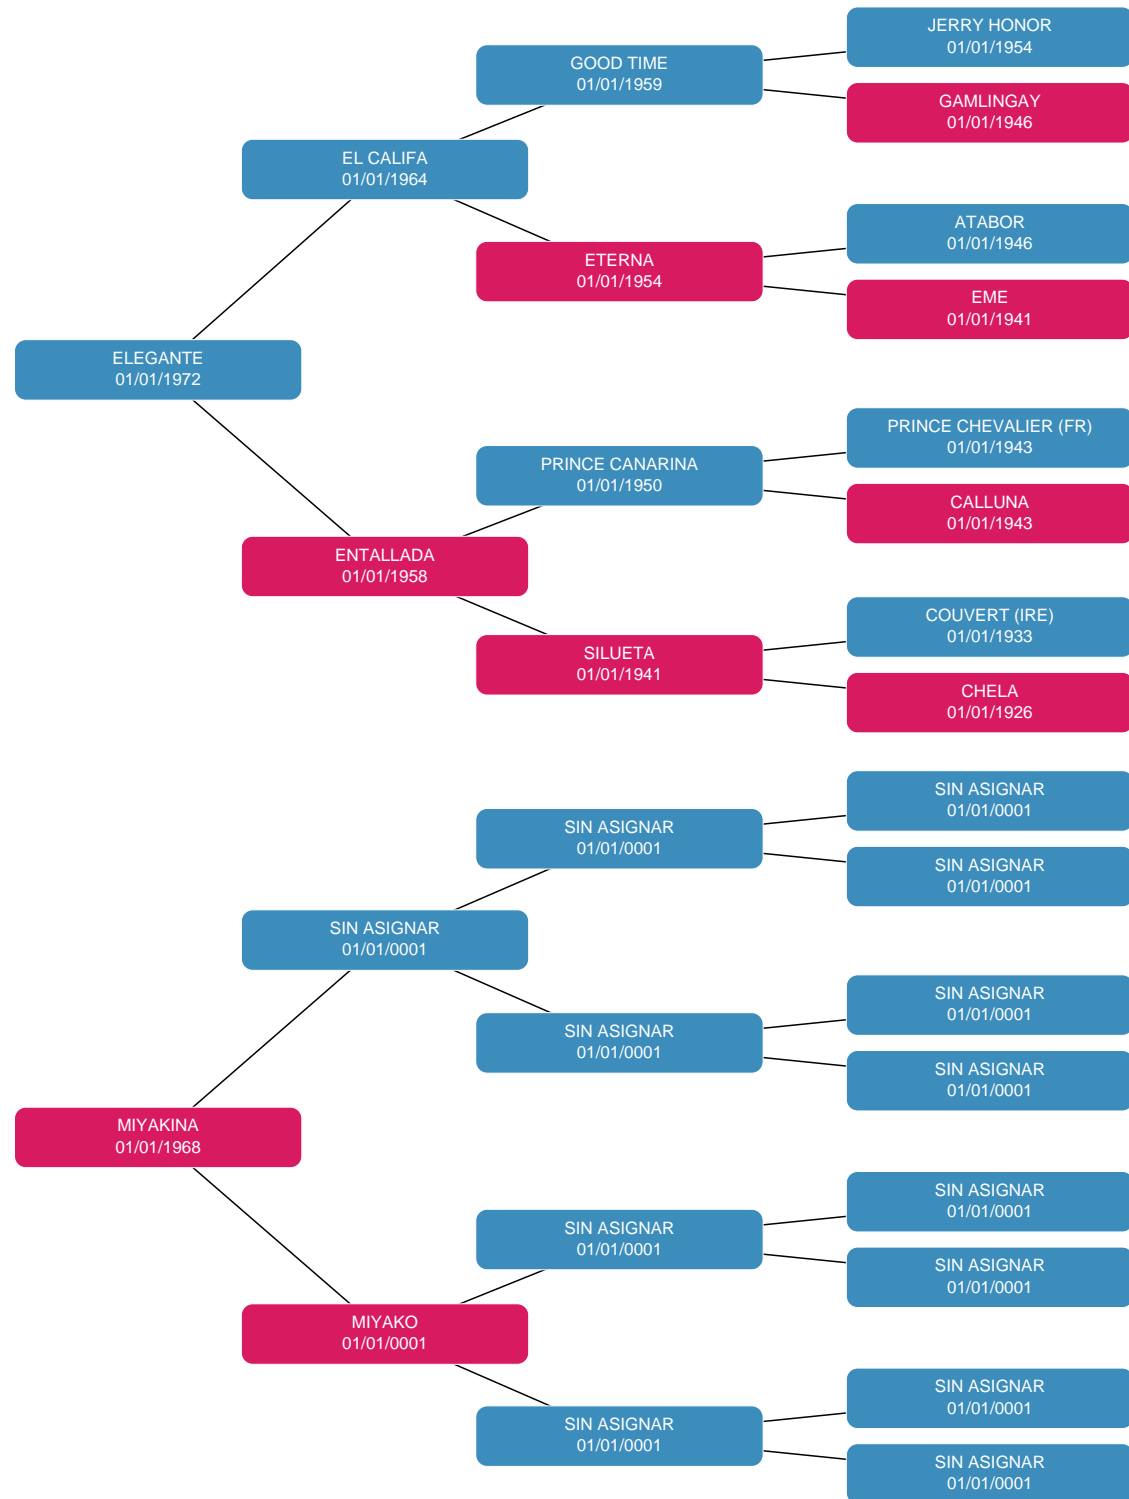 JERRY HONOR
01/01/1954
GOOD TIME
01/01/1959
GAMLINGAY
01/01/1946
EL CALIFA
01/01/1964
ATABOR
01/01/1946
ETERNA
01/01/1954
EME
01/01/1941
ELEGANTE
01/01/1972
PRINCE CHEVALIER (FR)
01/01/1943
PRINCE CANARINA
01/01/1950
CALLUNA
01/01/1943
ENTALLADA
01/01/1958
COUVERT (IRE)
01/01/1933
SILUETA
01/01/1941
CHELA
01/01/1926
SIN ASIGNAR
01/01/0001
SIN ASIGNAR
01/01/0001
SIN ASIGNAR
01/01/0001
SIN ASIGNAR
01/01/0001
SIN ASIGNAR
01/01/0001
SIN ASIGNAR
01/01/0001
SIN ASIGNAR
01/01/0001
MIYAKINA
01/01/1968
SIN ASIGNAR
01/01/0001
SIN ASIGNAR
01/01/0001
SIN ASIGNAR
01/01/0001
MIYAKO
01/01/0001
SIN ASIGNAR
01/01/0001
SIN ASIGNAR
01/01/0001
SIN ASIGNAR
01/01/0001